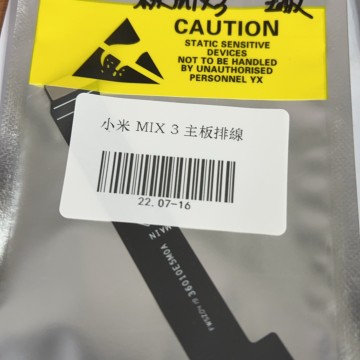 CAUTION
STATIC SENSITIVE
DEVICES
NOT TO BE HANDLED
BY UNAUTHORISED
PERSONNEL YX
小米 MIX 3 主板排線
22.07-16
MAIN